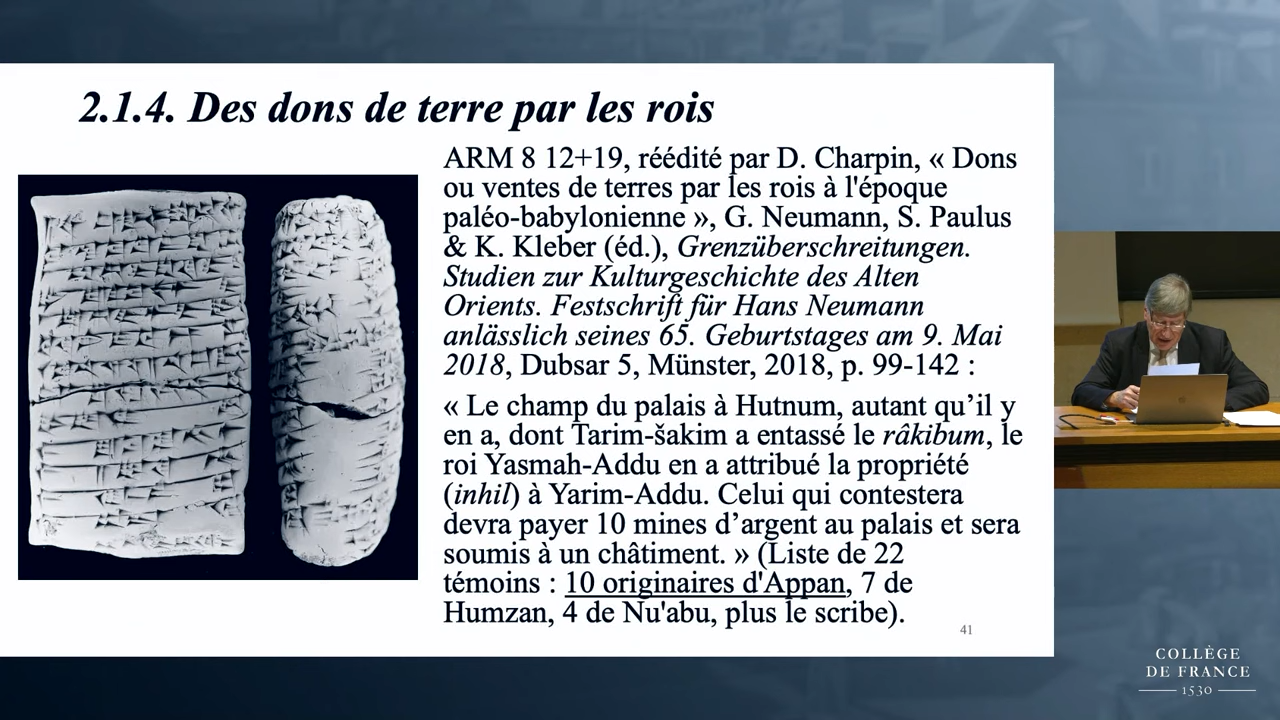 2.1.4. Des dons de terre par les rois
ARM 8 12+19, réédité par D. Charpin, « Dons
ou ventes de terres par les rois à l'époque
paléo-babylonienne », G. Neumann, S. Paulus
& K. Kleber (éd.), Grenzüberschreitungen.
Studien zur Kulturgeschichte des Alten
Orients. Festschrift für Hans Neumann
anlässlich seines 65. Geburtstages am 9. Mai
2018, Dubsar 5, Münster, 2018, p. 99-142 :
« Le champ du palais à Hutnum, autant qu’il y
en a, dont Tarim-šakim a entassé le râkibum, le
roi Yasmah-Addu en a attribué la propriété
(inhil) à Yarim-Addu. Celui qui contestera
devra payer 10 mines d’argent au palais et sera
soumis à un châtiment. » (Liste de 22
témoins : 10 originaires d'Appan, 7 de
Humzan, 4 de Nu'abu, plus le scribe).
41
COLLÈGE
DE FRANCE
1530